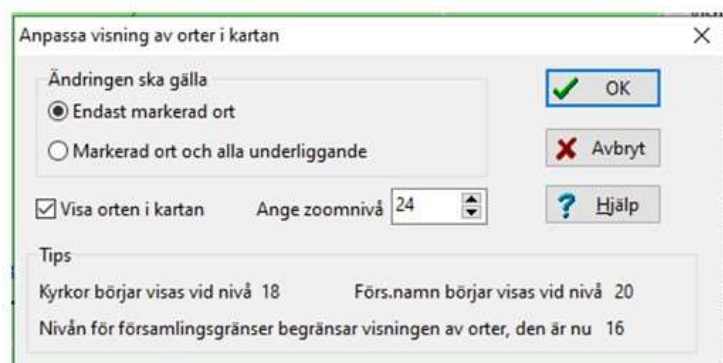 Anpassa visning av orter i kartan
Ändringen ska gälla
Endast markerad ort
OK
Markerad ort och alla underliggande
Avbryt
Visa orten i kartan Ange zoomnivå 24
Hjälp
Tips
Kyrkor börjar visas vid nivå 18 Förs.namn börjar visas vid nivå 20
Nivån för församlingsgränser begränsar visningen av orter, den är nu 16